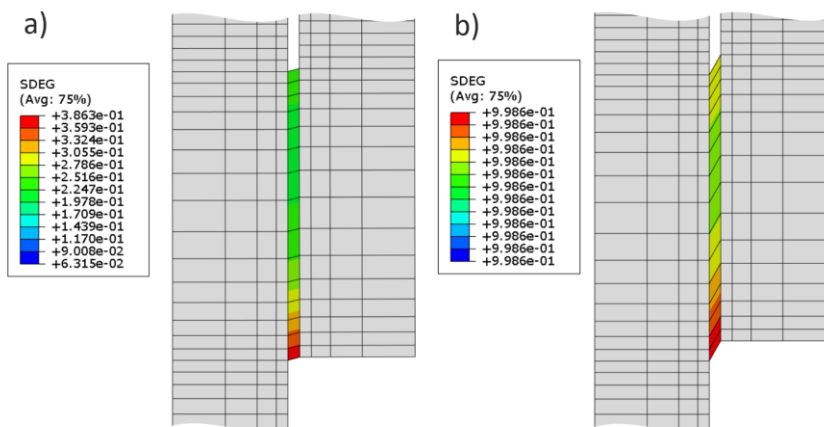 a)
SDEG
(Avg: 75%)
+3.863e-01
+3.593e-01
+3.324e-01
+3.055e-01
+2.786e-01
+2.516e-01
+2.247e-01
+1.978e-01
+1.709e-01
+1.439e-01
+1.170e-01
+9.008e-02
+6.315e-02
b)
SDEG
(Avg: 75%)
+9.986e-01
+9.986e-01
+9.986e-01
+9.986e-01
+9.986e-01
+9.986e-01
+9.986e-01
+9.986e-01
+9.986e-01
+9.986e-01
+9.986e-01
+9.986e-01
+9.986e-01